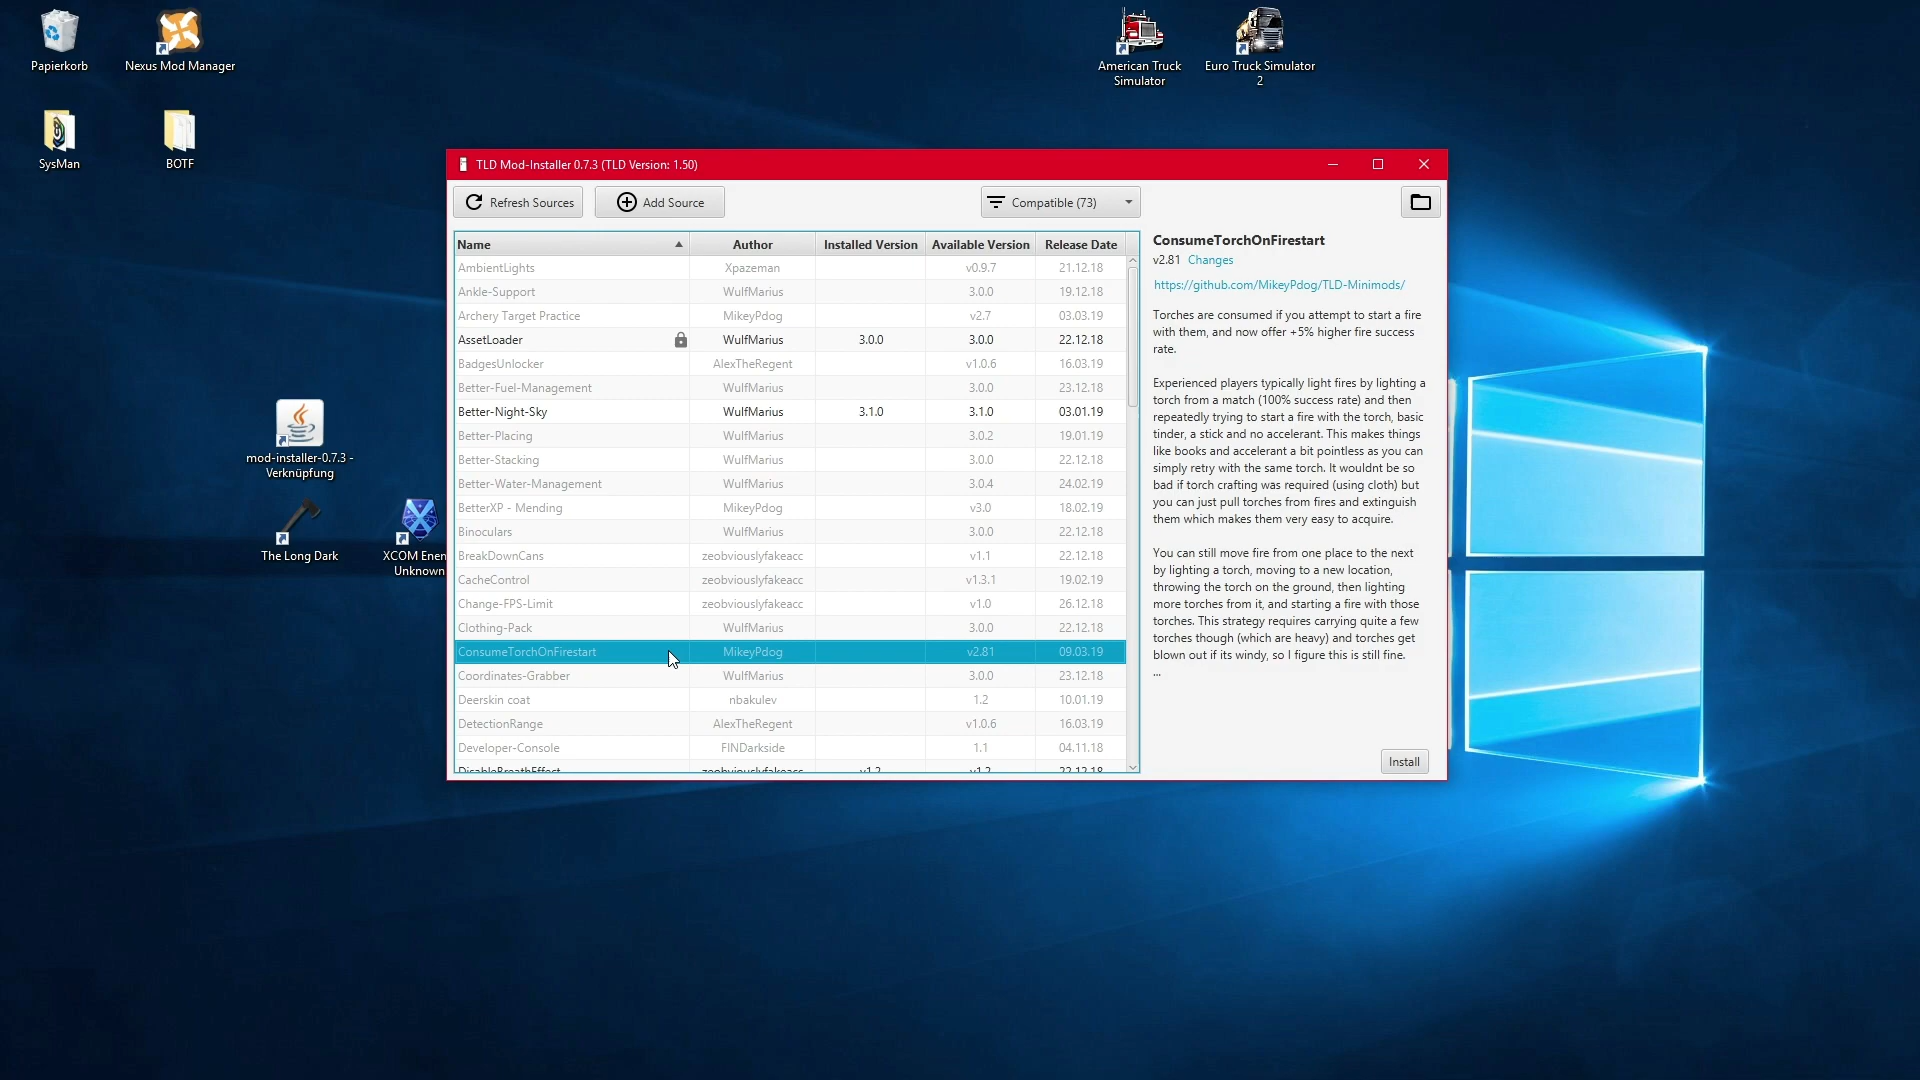 Papierkorb
Nexus Mod Manager
American Truck
Simulator
Euro Truck Simulator
2
SysMan
BOTF
mod-installer-0.7.3 -
Verknüpfung
The Long Dark
XCOM Enen
Unknown
TLD Mod-Installer 0.7.3 (TLD Version: 1.50)
Refresh Sources
Add Source
Compatible (73)
Name Author Installed Version Available Version Release Date
AmbientLights Xpazeman v0.9.7 21.12.18
Ankle-Support WulfMarius 3.0.0 19.12.18
Archery Target Practice MikeyPdog v2.7 03.03.19
AssetLoader WulfMarius 3.0.0 3.0.0 22.12.18
BadgesUnlocker AlexTheRegent v1.0.6 16.03.19
Better-Fuel-Management WulfMarius 3.0.0 23.12.18
Better-Night-Sky WulfMarius 3.1.0 3.1.0 03.01.19
Better-Placing WulfMarius 3.0.2 19.01.19
Better-Stacking WulfMarius 3.0.0 22.12.18
Better-Water-Management WulfMarius 3.0.4 24.02.19
BetterXP - Mending MikeyPdog v3.0 18.02.19
Binoculars WulfMarius 3.0.0 22.12.18
BreakDownCans zeobviouslyfakeacc v1.1 22.12.18
CacheControl zeobviouslyfakeacc v1.3.1 19.02.19
Change-FPS-Limit zeobviouslyfakeacc v1.0 26.12.18
Clothing-Pack WulfMarius 3.0.0 22.12.18
ConsumeTorchOnFirestart MikeyPdog v2.81 09.03.19
Coordinates-Grabber WulfMarius 3.0.0 23.12.18
Deerskin coat nbakulev 1.2 10.01.19
DetectionRange AlexTheRegent v1.0.6 16.03.19
Developer-Console FINDarkside 1.1 04.11.18
DisableBreathEffect zeobviouslyfakeacc v1.2 v1.2 22.12.18
ConsumeTorchOnFirestart
v2.81 Changes
https://github.com/MikeyPdog/TLD-Minimods/
Torches are consumed if you attempt to start a fire
with them, and now offer +5% higher fire success
rate.
Experienced players typically light fires by lighting a
torch from a match (100% success rate) and then
repeatedly trying to start a fire with the torch, basic
tinder, a stick and no accelerant. This makes things
like books and accelerant a bit pointless as you can
simply retry with the same torch. It wouldnt be so
bad if torch crafting was required (using cloth) but
you can just pull torches from fires and extinguish
them which makes them very easy to acquire.
You can still move fire from one place to the next
by lighting a torch, moving to a new location,
throwing the torch on the ground, then lighting
more torches from it, and starting a fire with those
torches. This strategy requires carrying quite a few
torches though (which are heavy) and torches get
blown out if its windy, so I figure this is still fine.
...
Install